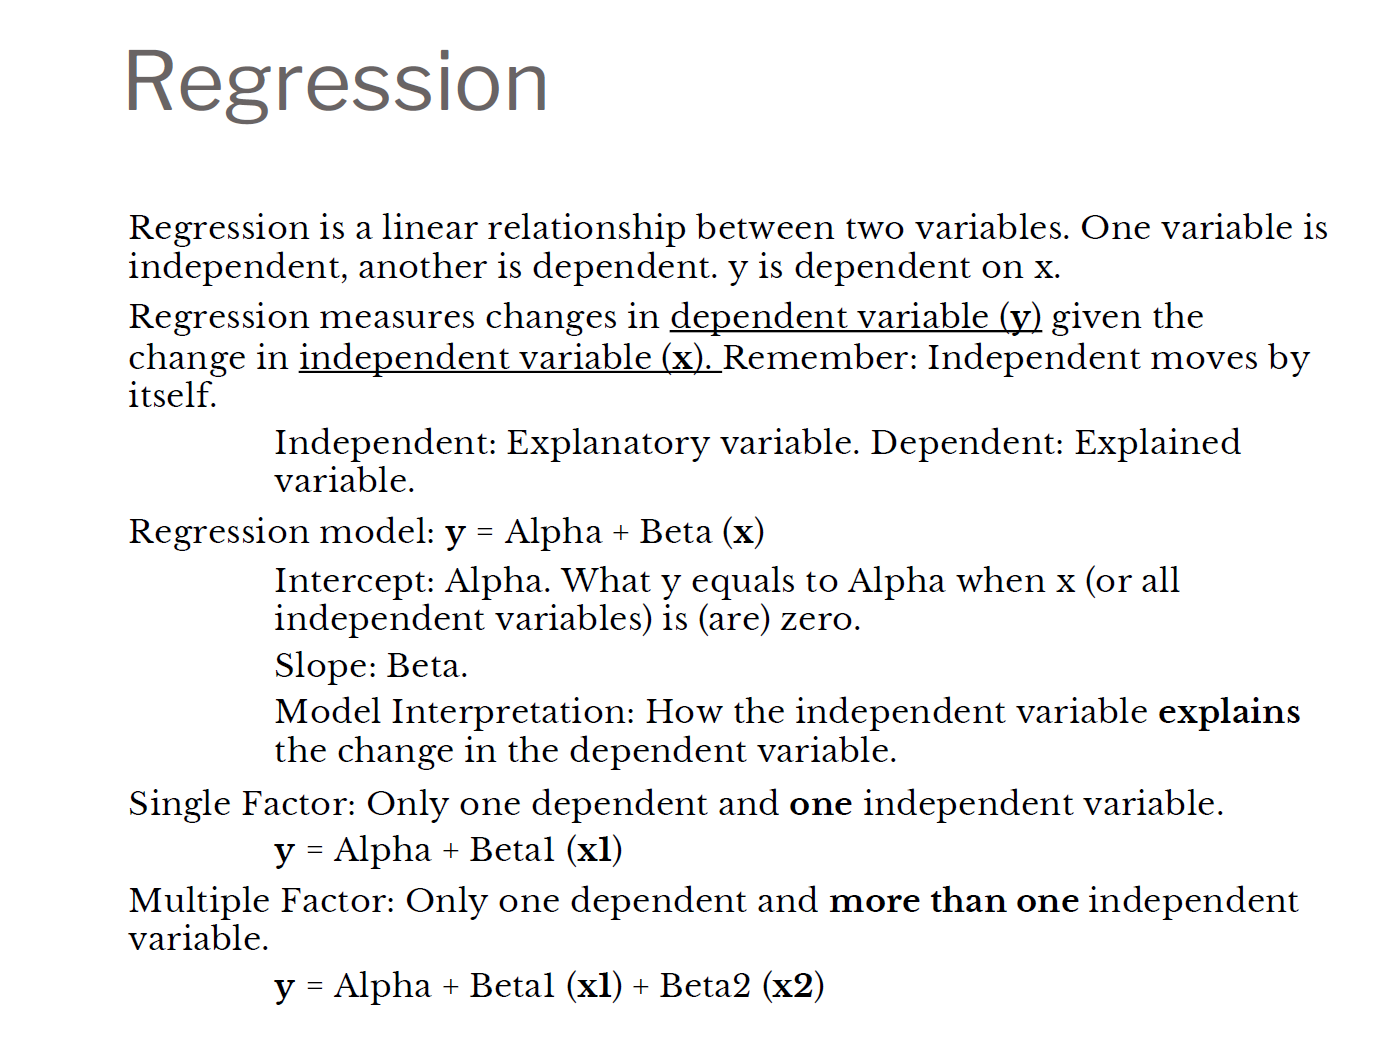 Regression
Regression is a linear relationship between two variables. One variable is
independent, another is dependent. y is dependent on x.
Regression measures changes in dependent variable (y) given the
change in independent variable (x). Remember: Independent moves by
itself.
Independent: Explanatory variable. Dependent: Explained
variable.
Regression model: y = Alpha + Beta (x)
Intercept: Alpha. What y equals to Alpha when x (or all
independent variables) is (are) zero.
Slope: Beta.
Model Interpretation: How the independent variable explains
the change in the dependent variable.
Single Factor: Only one dependent and one independent variable.
y = Alpha + Beta1 (x1)
Multiple Factor: Only one dependent and more than one independent
variable.
y = Alpha + Beta1 (x1) + Beta2 (x2)